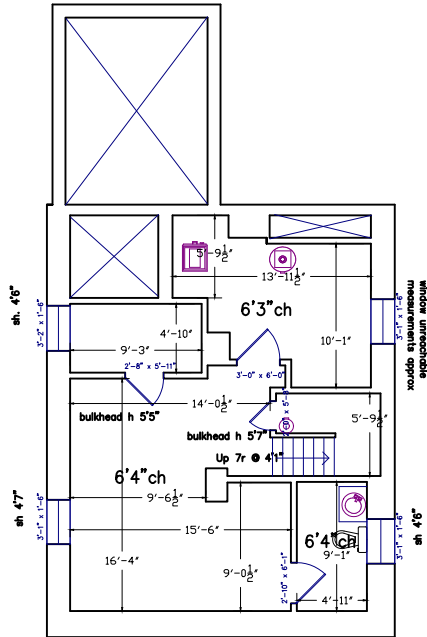 5'-9½"
13'-11½"
6'3"ch
10'-1"
window unreachable
measurements approx
3'-1" x 1'-6"
sh. 4'6"
3'-2" x 1'-6"
4'-10"
9'-3"
2'-8" x 5'-11"
3'-0" x 6'-0"
14'-0½"
bulkhead h 5'5"
bulkhead h 5'7"
5'-9½"
Up 7r @ 4'1"
6'4"ch
9'-6½"
sh 4'7"
3'-1" x 1'-6"
15'-6"
16'-4"
9'-0½"
2'-10" x 6'-1"
6'4"ch
9'-1"
4'-11"
3'-1" x 1'-6"
sh 4'6"